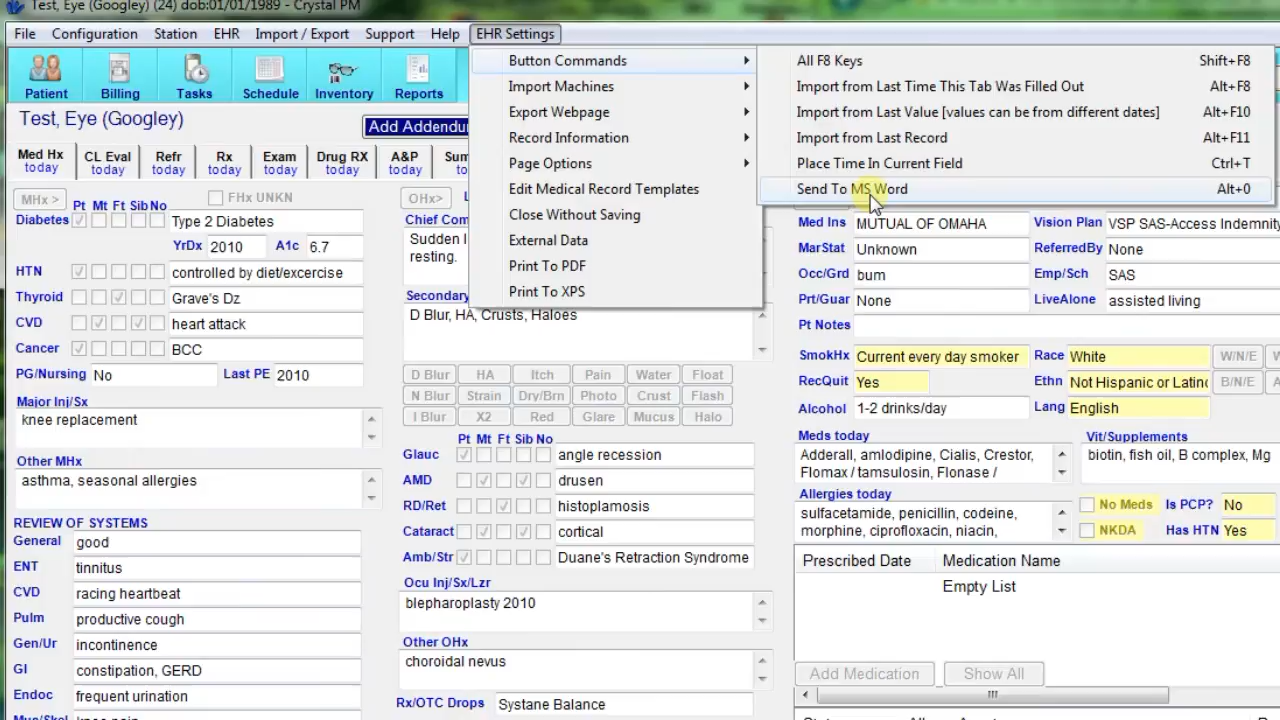 Test, Eye (Googley) (24) dob:01/01/1989 - Crystal PM
File Configuration Station EHR Import / Export Support Help EHR Settings
Patient Billing Tasks Schedule Inventory Reports
Button Commands
Import Machines
Export Webpage
Record Information
Page Options
Edit Medical Record Templates
Close Without Saving
External Data
Print To PDF
Print To XPS
All F8 Keys Shift+F8
Import from Last Time This Tab Was Filled Out Alt+F8
Import from Last Value [values can be from different dates] Alt+F10
Import from Last Record Alt+F11
Place Time In Current Field Ctrl+T
Send To MS Word Alt+0
Test, Eye (Googley)
Add Addendu
Med Hx today
CL Eval today
Refr today
Rx today
Exam today
Drug RX today
A&P today
Sum
MHx >
FHx UNKN
Pt Mt Ft Sib No
Diabetes Type 2 Diabetes
YrDx 2010 A1c 6.7
HTN controlled by diet/excercise
Thyroid Grave's Dz
CVD heart attack
Cancer BCC
PG/Nursing No Last PE 2010
Major Inj/Sx
knee replacement
Other MHx
asthma, seasonal allergies
REVIEW OF SYSTEMS
General good
ENT tinnitus
CVD racing heartbeat
Pulm productive cough
Gen/Ur incontinence
GI constipation, GERD
Endoc frequent urination
OHx>
Chief Com
Sudden l
resting.
Secondary
D Blur, HA, Crusts, Haloes
D Blur HA Itch Pain Water Float
N Blur Strain Dry/Brn Photo Crust Flash
I Blur X2 Red Glare Mucus Halo
Pt Mt Ft Sib No
Glauc angle recession
AMD drusen
RD/Ret histoplamosis
Cataract cortical
Amb/Str Duane's Retraction Syndrome
Ocu Inj/Sx/Lzr
blepharoplasty 2010
Other OHx
choroidal nevus
Rx/OTC Drops Systane Balance
Med Ins MUTUAL OF OMAHA Vision Plan VSP SAS-Access Indemnity
MarStat Unknown ReferredBy None
Occ/Grd bum Emp/Sch SAS
Prt/Guar None LiveAlone assisted living
Pt Notes
SmokHx Current every day smoker Race White W/N/E
RecQuit Yes Ethn Not Hispanic or Latino B/N/E
Alcohol 1-2 drinks/day Lang English
Meds today
Adderall, amlodipine, Cialis, Crestor,
Flomax / tamsulosin, Flonase /
Vit/Supplements
biotin, fish oil, B complex, Mg
Allergies today
sulfacetamide, penicillin, codeine,
morphine, ciprofloxacin, niacin,
No Meds Is PCP? No
NKDA Has HTN Yes
Prescribed Date Medication Name
Empty List
Add Medication Show All